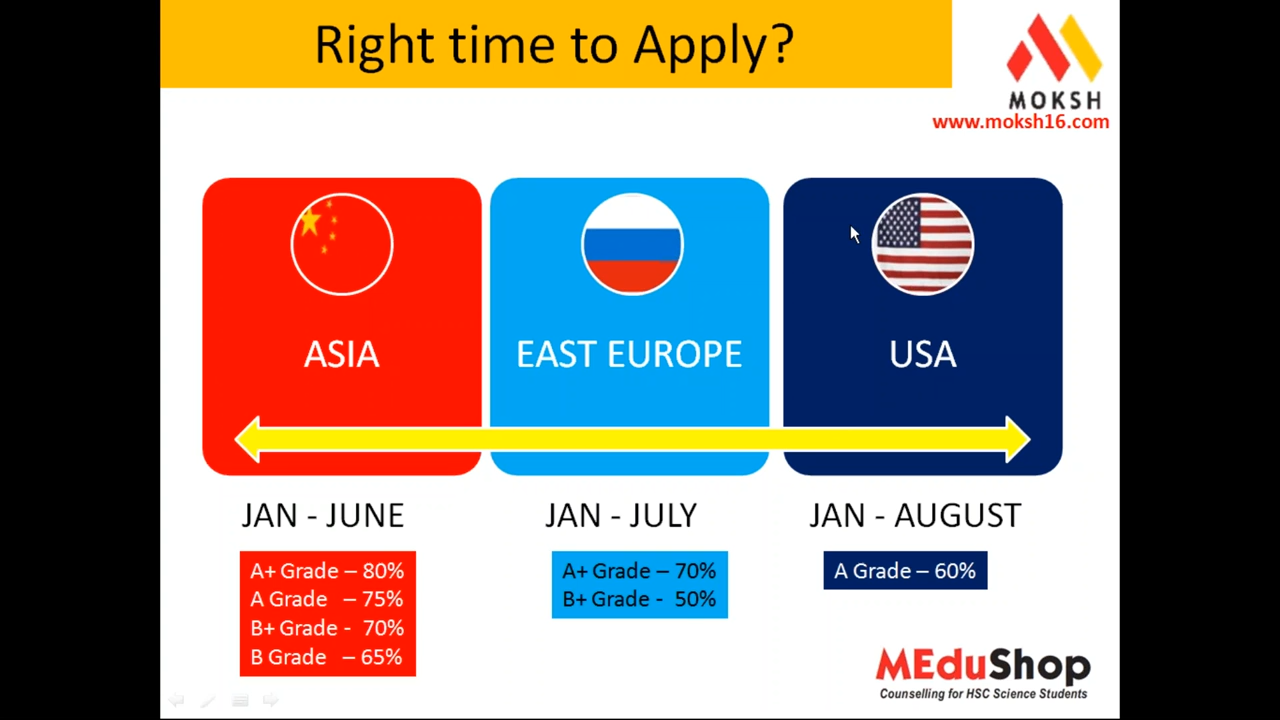 Right time to Apply?
MOKSH
www.moksh16.com
ASIA
EAST EUROPE
USA
JAN - JUNE
JAN - JULY
JAN - AUGUST
A+ Grade – 80%
A Grade – 75%
B+ Grade - 70%
B Grade – 65%
A+ Grade – 70%
B+ Grade - 50%
A Grade – 60%
MEduShop
Counselling for HSC Science Students